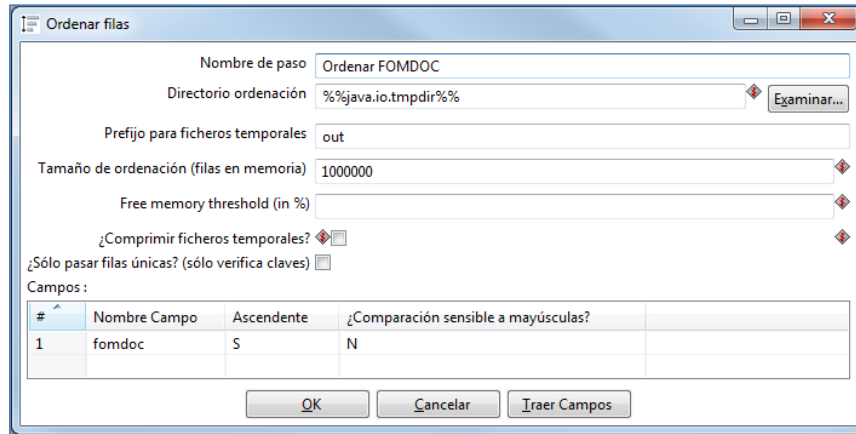 Ordenar filas
Nombre de paso Ordenar FOMDOC
Directorio ordenación %%java.io.tmpdir%% Examinar...
Prefijo para ficheros temporales out
Tamaño de ordenación (filas en memoria) 1000000
Free memory threshold (in %)
¿Comprimir ficheros temporales?
¿Sólo pasar filas únicas? (sólo verifica claves)
Campos :
# Nombre Campo Ascendente ¿Comparación sensible a mayúsculas?
1 fomdoc S N
OK Cancelar Traer Campos